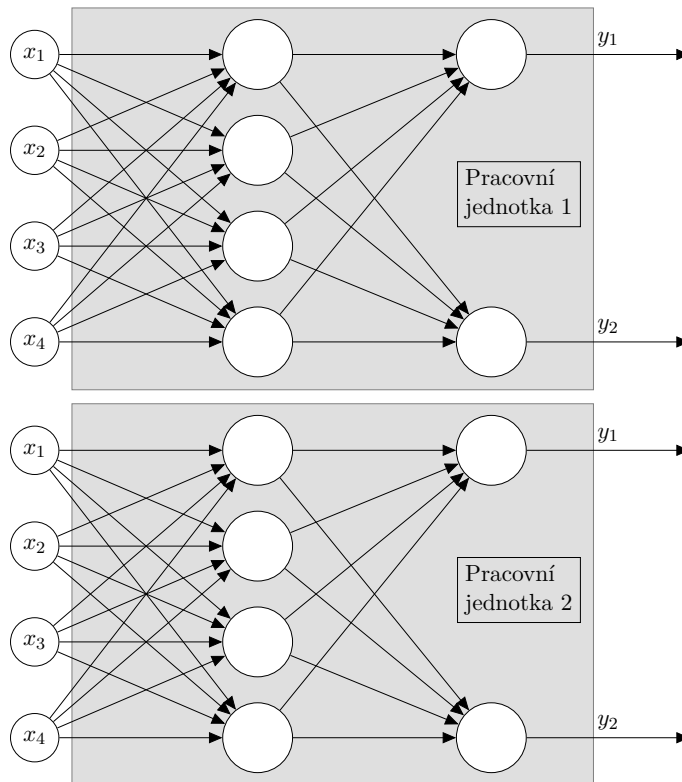 x₁
y₁
x₂
Pracovní
jednotka 1
x₃
x₄
y₂
x₁
y₁
x₂
Pracovní
jednotka 2
x₃
x₄
y₂